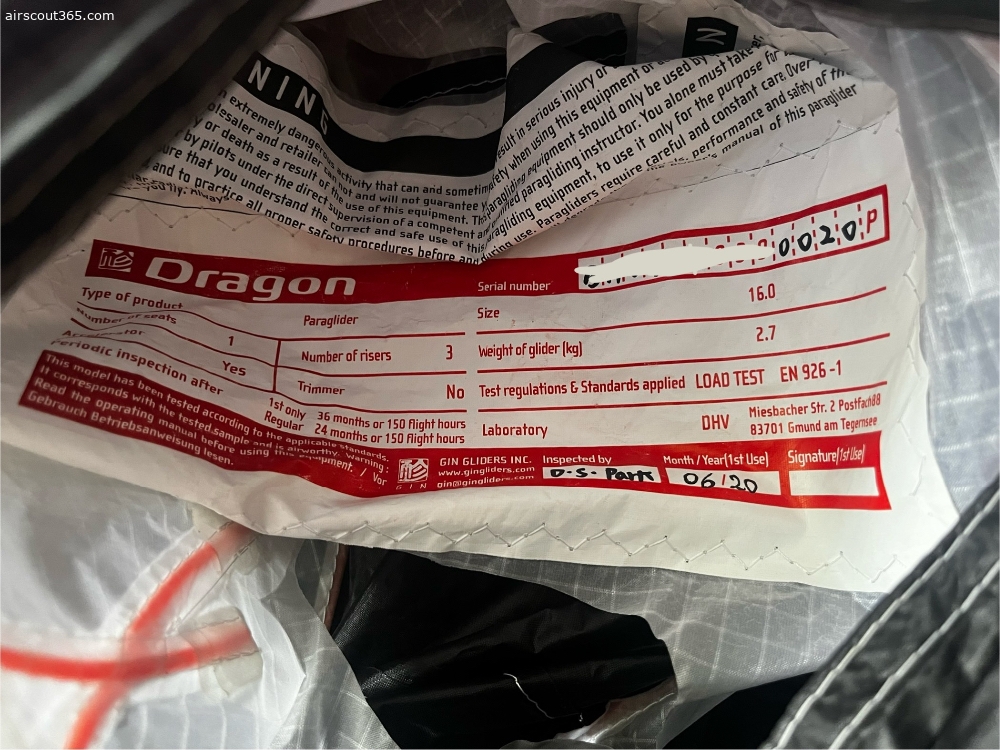 airscout365.com
NING
N
extremely dangerous activity that can and sometim
result in serious injury or
olesaler and retailer can not and will not guarantee
safety when using this equipment or
or death as a result of the use of this equipment.
paragliding equipment should only be used by
by pilots under the direct supervision of a competent
paragliding instructor. You alone must take
ure that you understand the correct and safe use of this
paragliding equipment, to use it only for the purpose for
and to practice all proper safety procedures before and
during use. Paragliders require careful and constant care. Over
performance and safety of
manual of this paraglider
Dragon
Serial number 0020P
Type of product Paraglider
Size 16.0
Number of seats 1
Number of risers 3
Weight of glider (kg) 2.7
Accelerator Yes
Trimmer No
Test regulations & Standards applied LOAD TEST EN 926-1
Periodic inspection after
1st only 36 months or 150 flight hours
Regular 24 months or 150 flight hours
Laboratory DHV Miesbacher Str. 2 Postfach88
83701 Gmund am Tegernsee
This model has been tested according to the applicable standards.
It corresponds with the tested sample and is airworthy. Warning:
Read the operating manual before using this equipment. / Vor
Gebrauch Betriebsanweisung lesen.
GIN
GIN GLIDERS INC.
www.gingliders.com
gin@gingliders.com
Inspected by D.S. Park
Month / Year(1st Use) 06/20
Signature(1st Use)